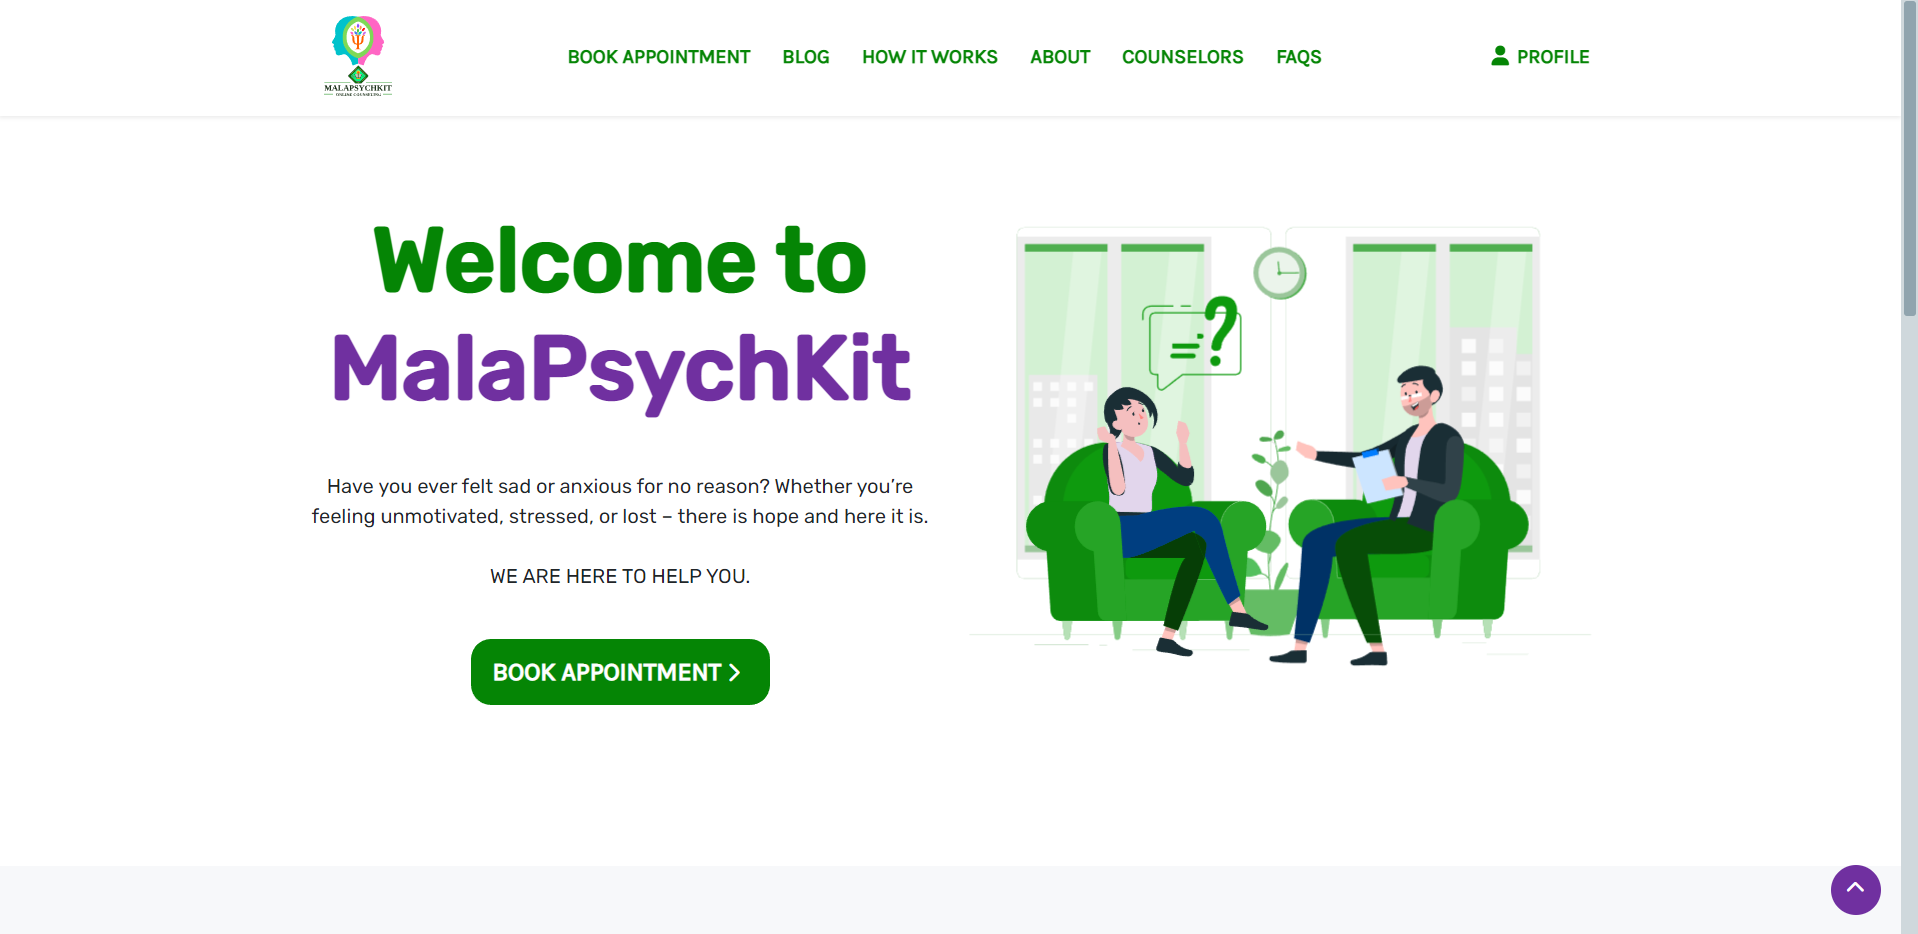 MALAPSYCHKIT
ONLINE COUNSELING
BOOK APPOINTMENT BLOG HOW IT WORKS ABOUT COUNSELORS FAQS PROFILE
Welcome to
MalaPsychKit
Have you ever felt sad or anxious for no reason? Whether you’re
feeling unmotivated, stressed, or lost – there is hope and here it is.
WE ARE HERE TO HELP YOU.
BOOK APPOINTMENT